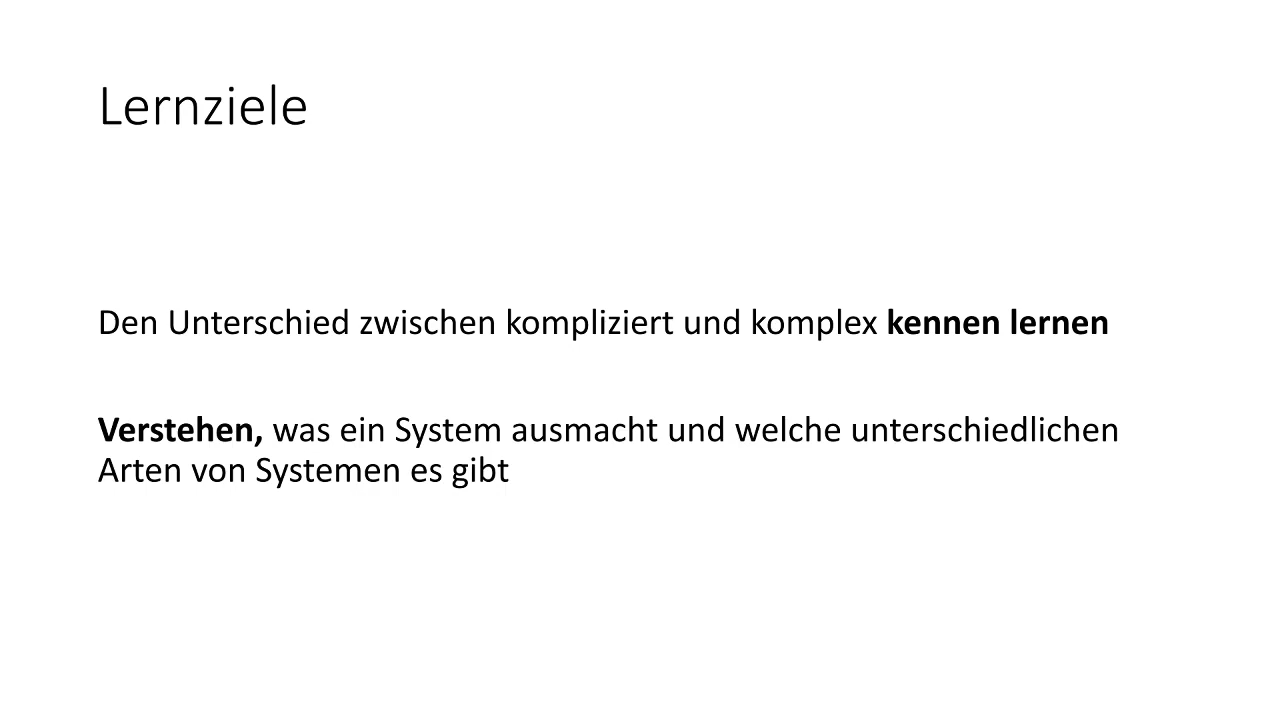 Lernziele
Den Unterschied zwischen kompliziert und komplex kennen lernen
Verstehen, was ein System ausmacht und welche unterschiedlichen
Arten von Systemen es gibt